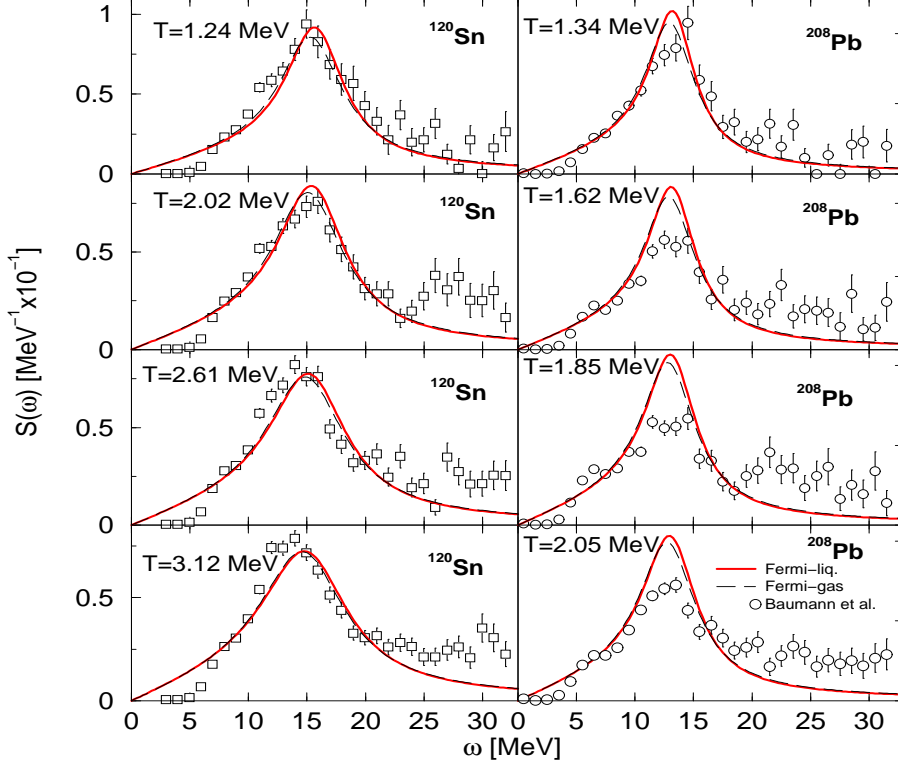 T=1.24 MeV
120Sn
T=1.34 MeV
208Pb
1
0.5
0
T=2.02 MeV
120Sn
T=1.62 MeV
208Pb
0.5
0
T=2.61 MeV
120Sn
T=1.85 MeV
208Pb
0.5
0
T=3.12 MeV
120Sn
T=2.05 MeV
208Pb
Fermi−liq.
Fermi−gas
Baumann et al.
0.5
0
0 5 10 15 20 25 30 0 5 10 15 20 25 30
ω [MeV] ω [MeV]
S(ω) [MeV⁻¹x10⁻¹]